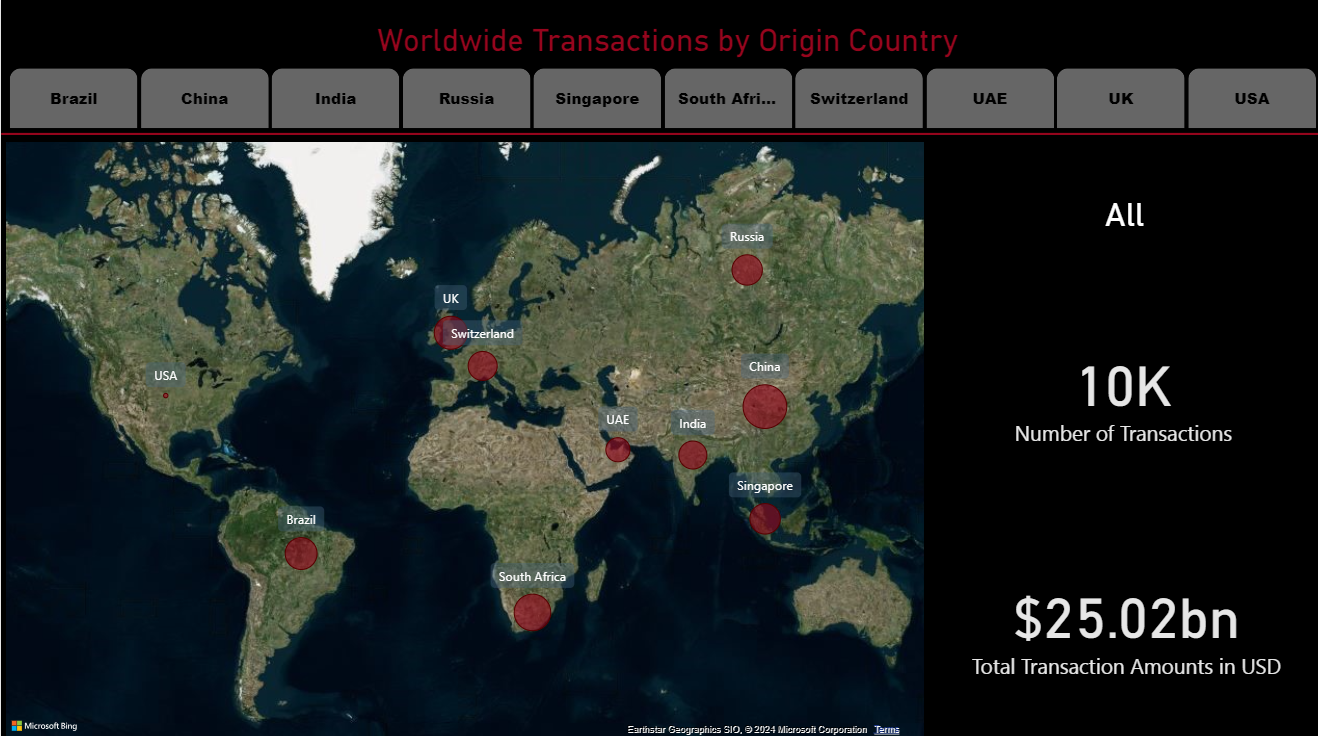 Worldwide Transactions by Origin Country
Brazil China India Russia Singapore South Afri... Switzerland UAE UK USA
All
Russia
UK
Switzerland
China
USA
UAE
India
Singapore
Brazil
South Africa
10K
Number of Transactions
$25.02bn
Total Transaction Amounts in USD
Microsoft Bing
Earthstar Geographics SIO, © 2024 Microsoft Corporation Terms